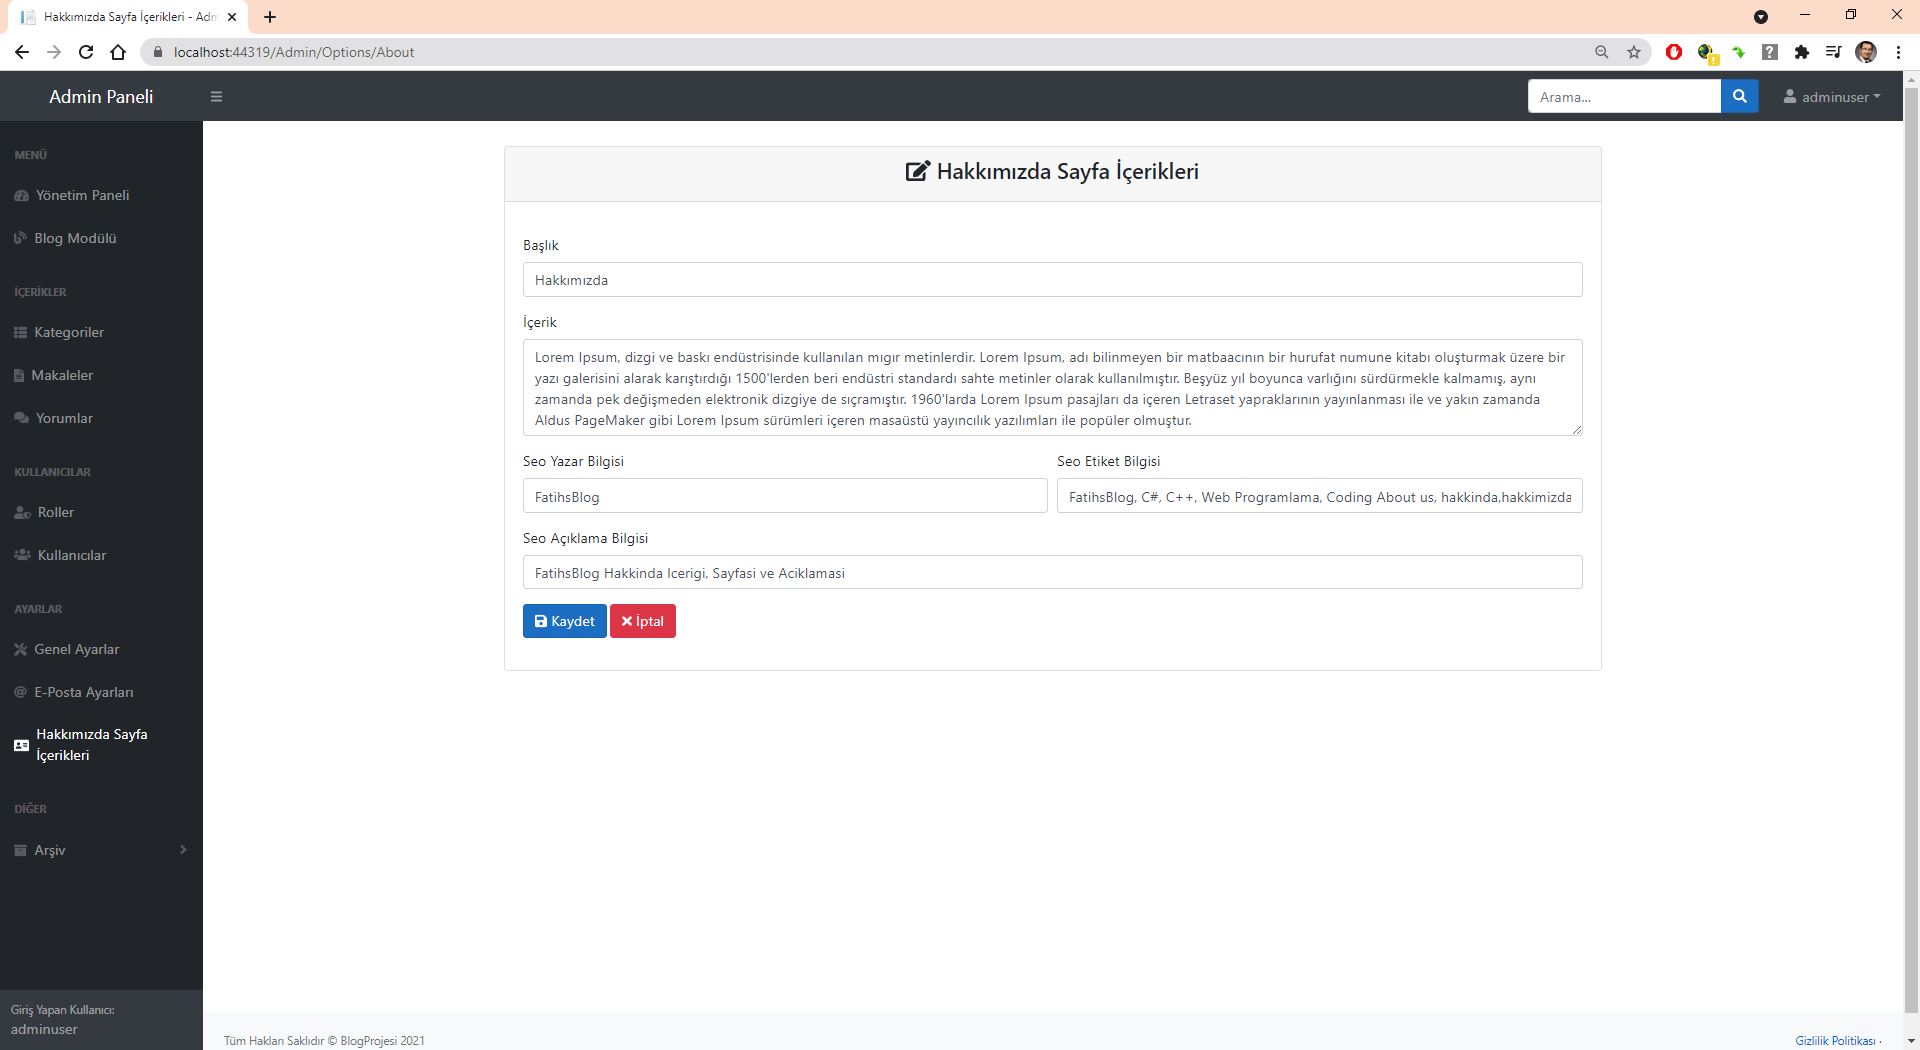 Hakkımızda Sayfa İçerikleri - Adm
localhost:44319/Admin/Options/About
Admin Paneli
Arama...
adminuser
MENÜ
Yönetim Paneli
Blog Modülü
İÇERİKLER
Kategoriler
Makaleler
Yorumlar
KULLANICILAR
Roller
Kullanıcılar
AYARLAR
Genel Ayarlar
E-Posta Ayarları
Hakkımızda Sayfa
İçerikleri
DİĞER
Arşiv
Giriş Yapan Kullanıcı:
adminuser
Hakkımızda Sayfa İçerikleri
Başlık
Hakkımızda
İçerik
Lorem Ipsum, dizgi ve baskı endüstrisinde kullanılan mıgır metinlerdir. Lorem Ipsum, adı bilinmeyen bir matbaacının bir hurufat numune kitabı oluşturmak üzere bir
yazı galerisini alarak karıştırdığı 1500'lerden beri endüstri standardı sahte metinler olarak kullanılmıştır. Beşyüz yıl boyunca varlığını sürdürmekle kalmamış, aynı
zamanda pek değişmeden elektronik dizgiye de sıçramıştır. 1960'larda Lorem Ipsum pasajları da içeren Letraset yapraklarının yayınlanması ile ve yakın zamanda
Aldus PageMaker gibi Lorem Ipsum sürümleri içeren masaüstü yayıncılık yazılımları ile popüler olmuştur.
Seo Yazar Bilgisi
FatihsBlog
Seo Etiket Bilgisi
FatihsBlog, C#, C++, Web Programlama, Coding About us, hakkinda,hakkimizda
Seo Açıklama Bilgisi
FatihsBlog Hakkinda Icerigi, Sayfasi ve Aciklamasi
Kaydet
İptal
Tüm Hakları Saklıdır © BlogProjesi 2021
Gizlilik Politikası ·